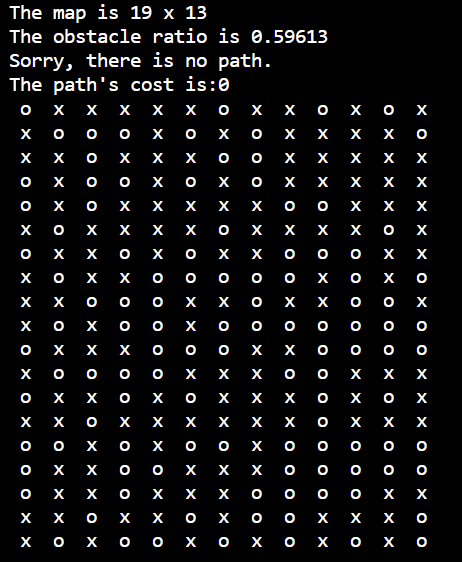 The map is 19 x 13
The obstacle ratio is 0.59613
Sorry, there is no path.
The path's cost is:0
o x x x x x o x x o x o x
x o o o x o x o x x x x o
x x o x x x o o x x x x x
o x o o x o x o x x x x x
o x o x x x x x o o x x x
x o x x x x o x x x x o x
o x x o x o x x o o o x x
x o x x o o o o o x o x o
x x o o o x x o x x o o x
x o x o o x o o o o o o o
o x x x o o o x x o o o o
x o o o o x x x o o x x x
o x x o x o x x x o x x x
x x o x x x x x x o x x x
o o x o x o o x o o o o o
o x x o o x x x o o o o o
o x x o x x x o o o o x x
x x o x x o x o o x x x o
x o x o o x o x o x o x o